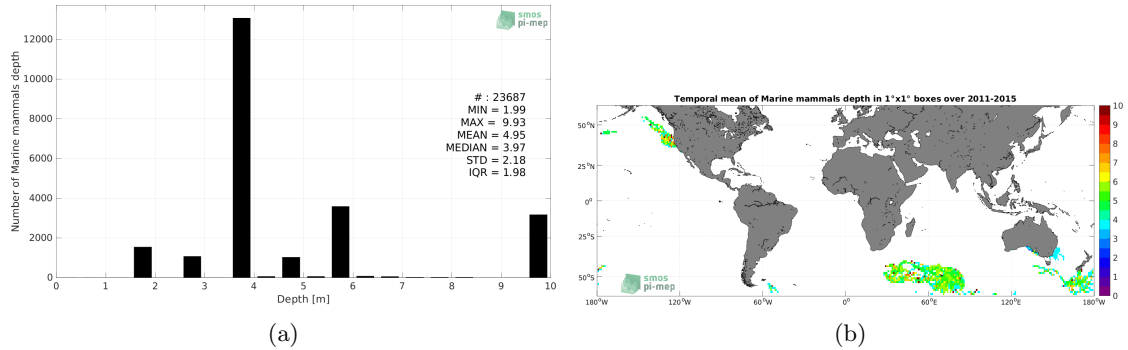 smos
pi-mep
Number of Marine mammals depth
12000
10000
8000
6000
4000
2000
0
# : 23687
MIN = 1.99
MAX = 9.93
MEAN = 4.95
MEDIAN = 3.97
STD = 2.18
IQR = 1.98
0 1 2 3 4 5 6 7 8 9 10
Depth [m]
(a)
Temporal mean of Marine mammals depth in 1°x1° boxes over 2011-2015
50°N
25°N
0°
25°S
50°S
180°W 120°W 60°W 0° 60°E 120°E 180°W
smos
pi-mep
10
9
8
7
6
5
4
3
2
1
0
(b)